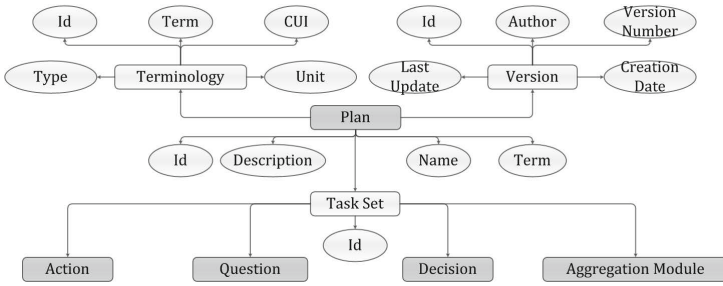 Id
Term
CUI
Id
Author
Version
Number
Type
Terminology
Unit
Last
Update
Version
Creation
Date
Plan
Id
Description
Name
Term
Task Set
Id
Action
Question
Decision
Aggregation Module